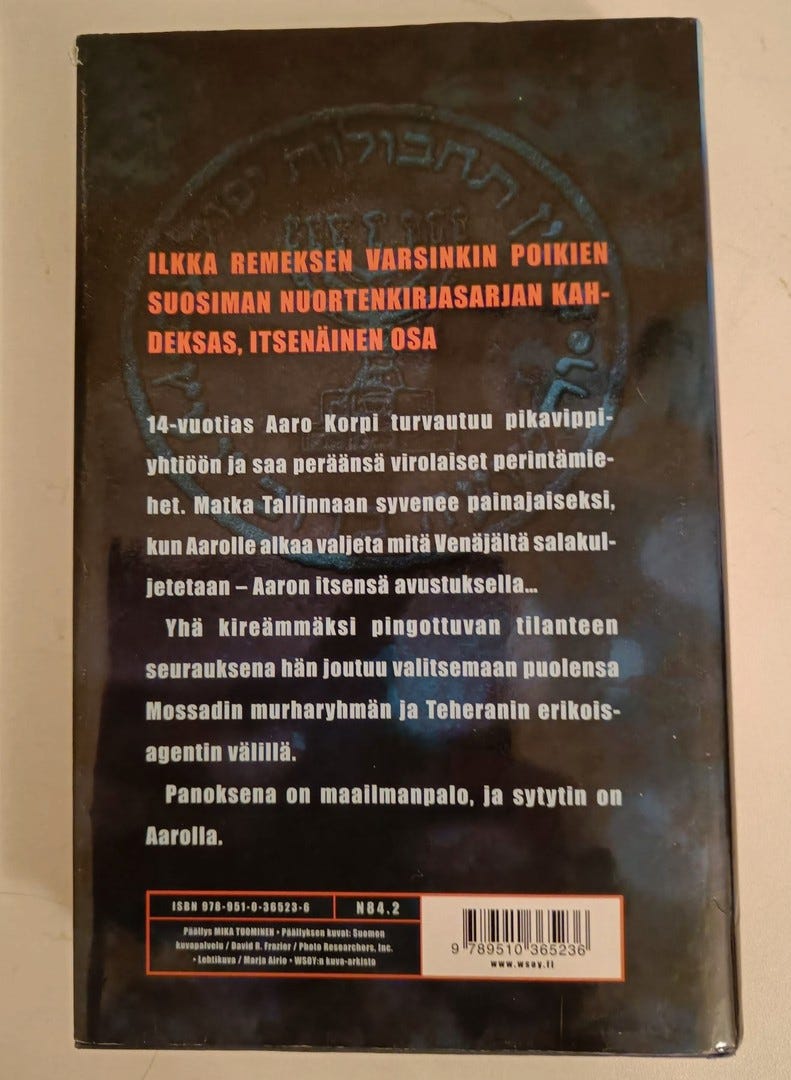 ין תחבולות יפו
ILKKA REMEKSEN VARSINKIN POIKIEN
SUOSIMAN NUORTENKIRJASARJAN KAH-
DEKSAS, ITSENÄINEN OSA
14-vuotias Aaro Korpi turvautuu pikavippi-
yhtiöön ja saa peräänsä virolaiset perintämie-
het. Matka Tallinnaan syvenee painajaiseksi,
kun Aarolle alkaa valjeta mitä Venäjältä salakul-
jetetaan – Aaron itsensä avustuksella...
Yhä kireämmäksi pingottuvan tilanteen
seurauksena hän joutuu valitsemaan puolensa
Mossadin murharyhmän ja Teheranin erikois-
agentin välillä.
Panoksena on maailmanpalo, ja sytytin on
Aarolla.
ISBN 978-951-0-36523-6
N84.2
Päällys MIKA TUOMINEN • Päällyksen kuvat: Suomen
kuvapalvelu / David R. Frazier / Photo Researchers, Inc.
• Lehtikuva / Marja Airio • WSOY:n kuva-arkisto
9 789510 365236
www.wsoy.fi